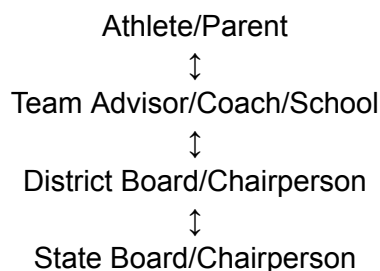 Athlete/Parent
↕
Team Advisor/Coach/School
↕
District Board/Chairperson
↕
State Board/Chairperson